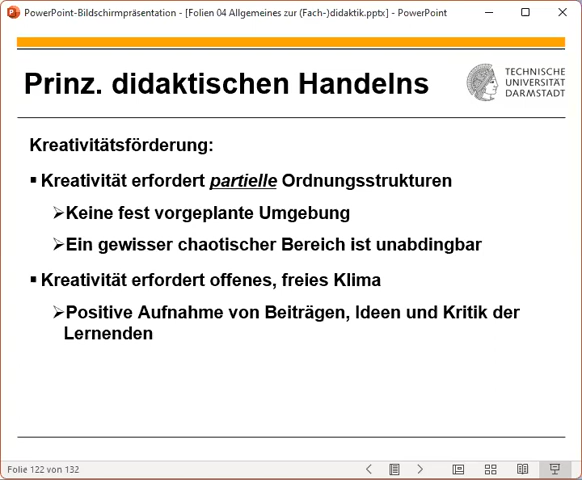 PowerPoint-Bildschirmpräsentation - [Folien 04 Allgemeines zur (Fach-)didaktik.pptx] - PowerPoint
Prinz. didaktischen Handelns
TECHNISCHE
UNIVERSITÄT
DARMSTADT
Kreativitätsförderung:
▪ Kreativität erfordert partielle Ordnungsstrukturen
➢Keine fest vorgeplante Umgebung
➢Ein gewisser chaotischer Bereich ist unabdingbar
▪ Kreativität erfordert offenes, freies Klima
➢Positive Aufnahme von Beiträgen, Ideen und Kritik der
Lernenden
Folie 122 von 132